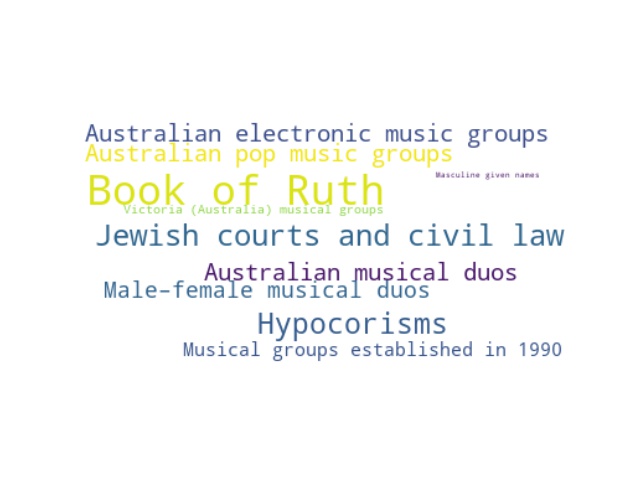 Australian electronic music groups
Australian pop music groups
Masculine given names
Book of Ruth
Victoria (Australia) musical groups
Jewish courts and civil law
Australian musical duos
Male–female musical duos
Hypocorisms
Musical groups established in 1990